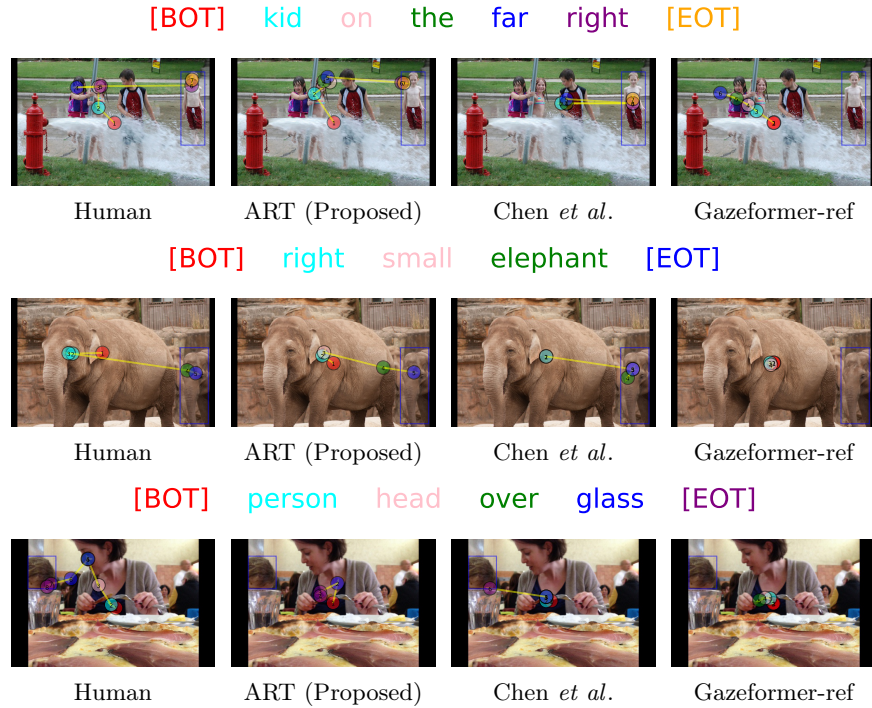 [BOT] kid on the far right [EOT]
Human ART (Proposed) Chen et al. Gazeformer-ref
[BOT] right small elephant [EOT]
Human ART (Proposed) Chen et al. Gazeformer-ref
[BOT] person head over glass [EOT]
Human ART (Proposed) Chen et al. Gazeformer-ref